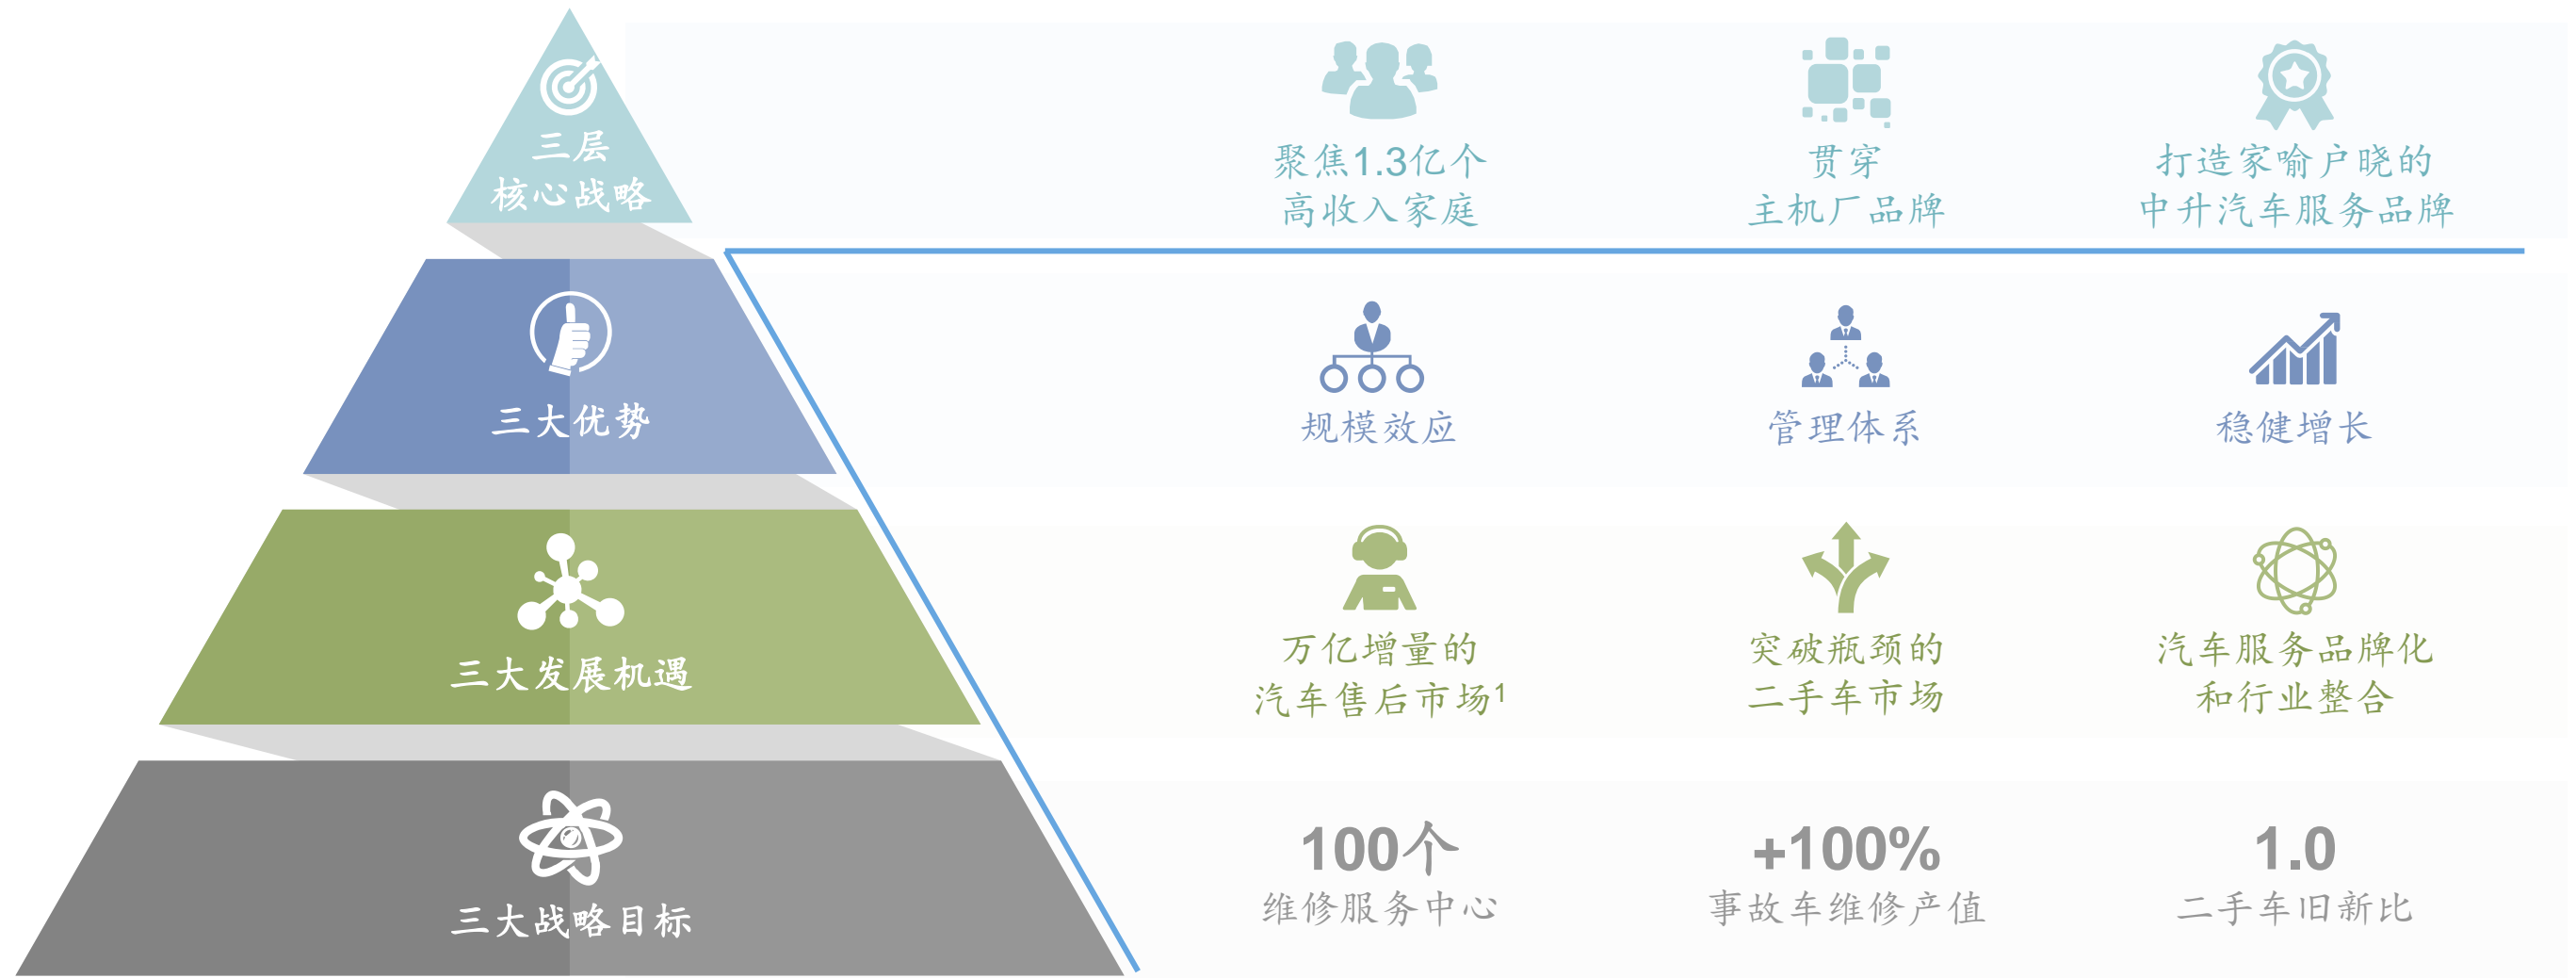 三层
核心战略
聚焦1.3亿个
高收入家庭
贯穿
主机厂品牌
打造家喻户晓的
中升汽车服务品牌
三大优势
规模效应
管理体系
稳健增长
三大发展机遇
万亿增量的
汽车售后市场1
突破瓶颈的
二手车市场
汽车服务品牌化
和行业整合
三大战略目标
100个
维修服务中心
+100%
事故车维修产值
1.0
二手车旧新比